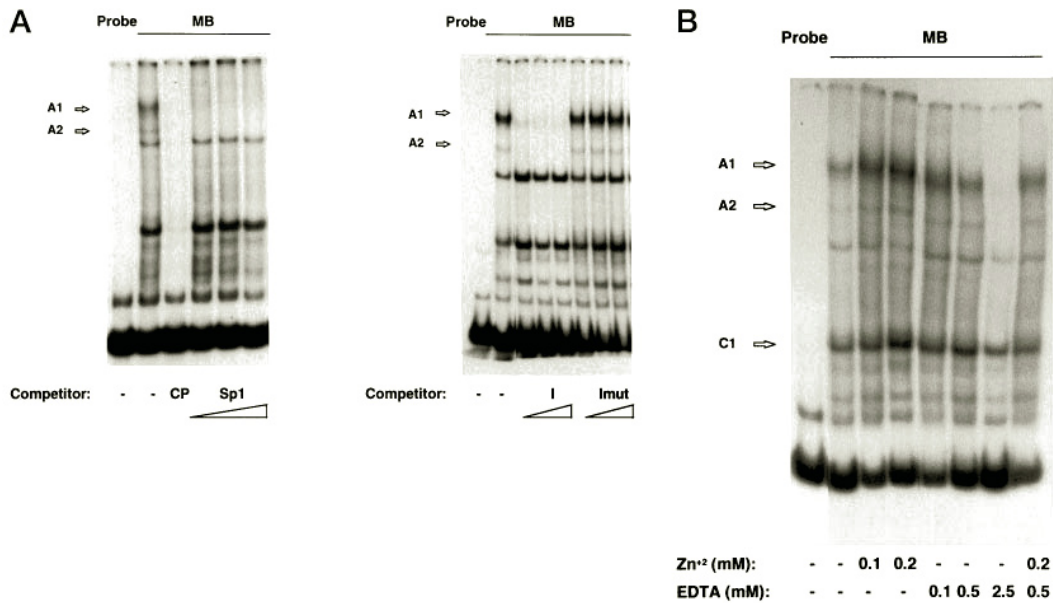 A
Probe MB
A1
A2
Competitor: - - CP Sp1
Probe MB
A1
A2
Competitor: - - I Imut
B
Probe MB
A1
A2
C1
Zn+2 (mM): - - 0.1 0.2 - - - 0.2
EDTA (mM): - - - - 0.1 0.5 2.5 0.5